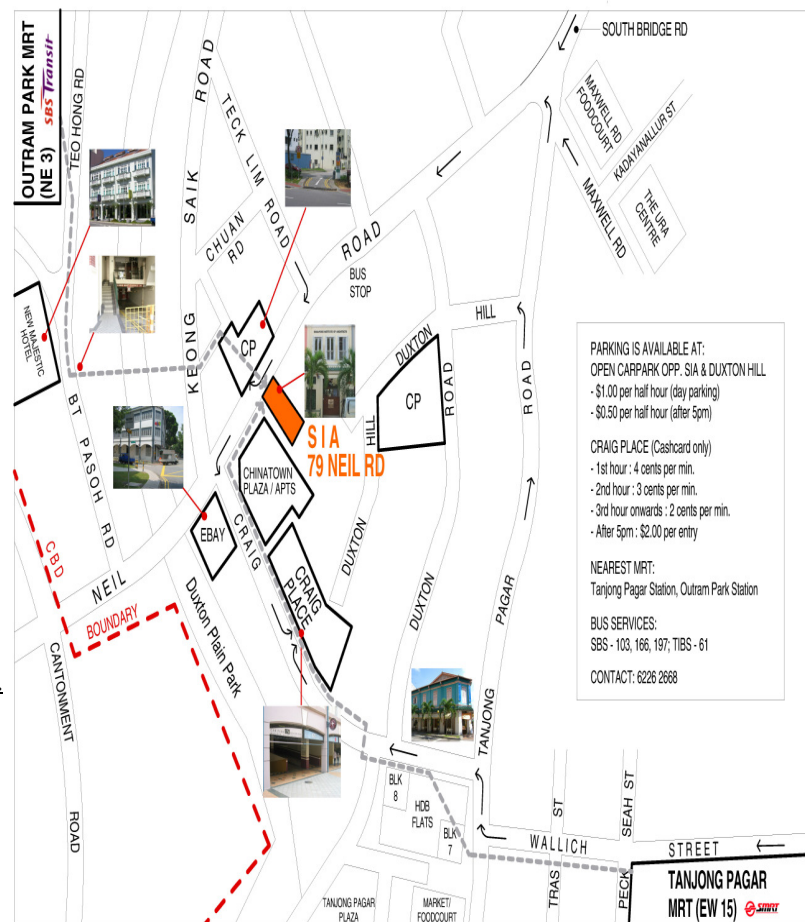 OUTRAM PARK MRT
(NE 3)
SBS Transit
TEO HONG RD
KEONG SAIK ROAD
TECK LIM ROAD
CHUAN
RD
ROAD
BUS
STOP
SOUTH BRIDGE RD
MAXWELL RD
FOODCOURT
KADAYANALLUR ST
MAXWELL RD
THE URA
CENTRE
NEW MAJESTIC
HOTEL
CP
DUXTON
HILL
CP
ROAD
ROAD
HILL
SIA
79 NEIL RD
CHINATOWN
PLAZA / APTS
BT PASOH RD
EBAY
CRAIG
CRAIG
PLACE
DUXTON
DUXTON
PAGAR
TANJONG
CBD
BOUNDARY
NEIL
Duxton Plain Park
CANTONMENT
ROAD
PARKING IS AVAILABLE AT:
OPEN CARPARK OPP. SIA & DUXTON HILL
- $1.00 per half hour (day parking)
- $0.50 per half hour (after 5pm)
CRAIG PLACE (Cashcard only)
- 1st hour : 4 cents per min.
- 2nd hour : 3 cents per min.
- 3rd hour onwards : 2 cents per min.
- After 5pm : $2.00 per entry
NEAREST MRT:
Tanjong Pagar Station, Outram Park Station
BUS SERVICES:
SBS - 103, 166, 197; TIBS - 61
CONTACT: 6226 2668
BLK
8
HDB
FLATS
BLK
7
WALLICH STREET
TRAS ST
PECK SEAH ST
TANJONG PAGAR
PLAZA
MARKET/
FOODCOURT
TANJONG PAGAR
MRT (EW 15)
SMRT